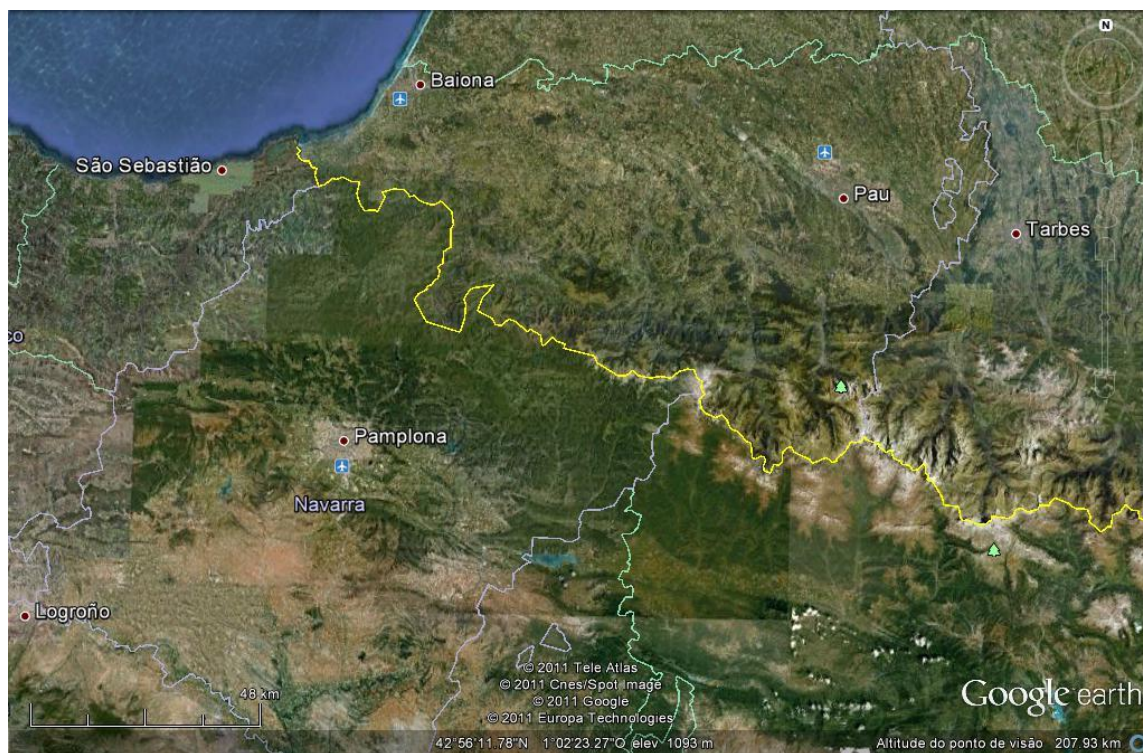 N
Baiona
São Sebastião
Pau
Tarbes
co
Pamplona
Navarra
Logroño
48 km
© 2011 Tele Atlas
© 2011 Cnes/Spot Image
© 2011 Google
© 2011 Europa Technologies
Google earth
42°56'11.78"N 1°02'23.27"O elev 1093 m
Altitude do ponto de visão 207.93 km